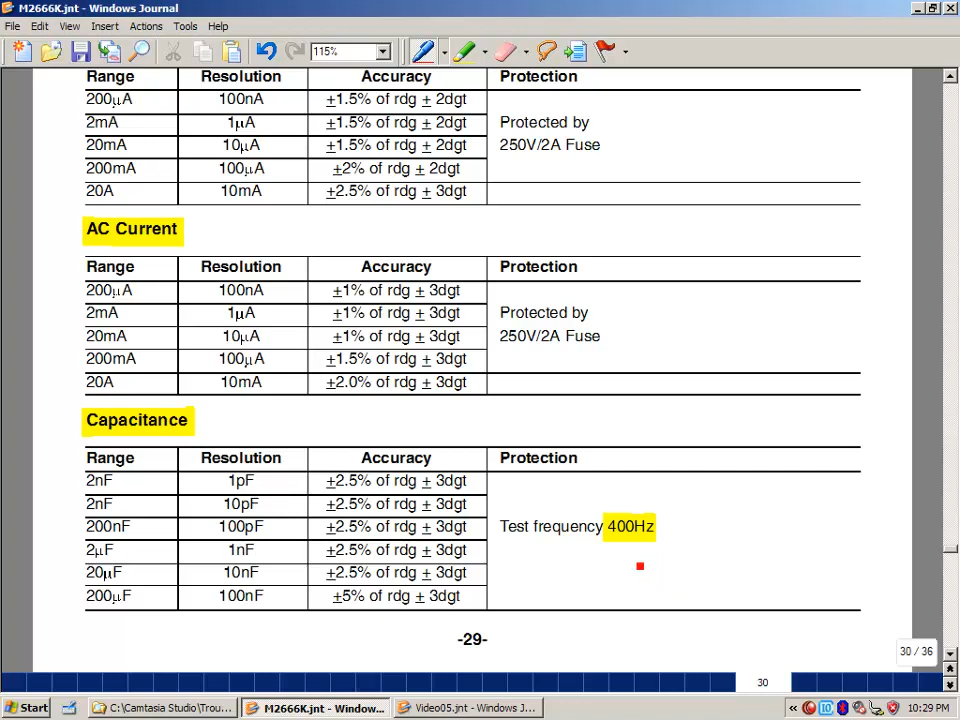 M2666K.jnt - Windows Journal
File Edit View Insert Actions Tools Help
115%
Range Resolution Accuracy Protection
200µA 100nA ±1.5% of rdg ± 2dgt
2mA 1µA ±1.5% of rdg ± 2dgt Protected by
20mA 10µA ±1.5% of rdg ± 2dgt 250V/2A Fuse
200mA 100µA ±2% of rdg ± 2dgt
20A 10mA ±2.5% of rdg ± 3dgt
AC Current
Range Resolution Accuracy Protection
200µA 100nA ±1% of rdg ± 3dgt
2mA 1µA ±1% of rdg ± 3dgt Protected by
20mA 10µA ±1% of rdg ± 3dgt 250V/2A Fuse
200mA 100µA ±1.5% of rdg ± 3dgt
20A 10mA ±2.0% of rdg ± 3dgt
Capacitance
Range Resolution Accuracy Protection
2nF 1pF ±2.5% of rdg ± 3dgt
2nF 10pF ±2.5% of rdg ± 3dgt
200nF 100pF ±2.5% of rdg ± 3dgt Test frequency 400Hz
2µF 1nF ±2.5% of rdg ± 3dgt
20µF 10nF ±2.5% of rdg ± 3dgt
200µF 100nF ±5% of rdg ± 3dgt
-29-
30 / 36
30
Start C:\Camtasia Studio\Trou... M2666K.jnt - Window... Video05.jnt - Windows J... 10:29 PM